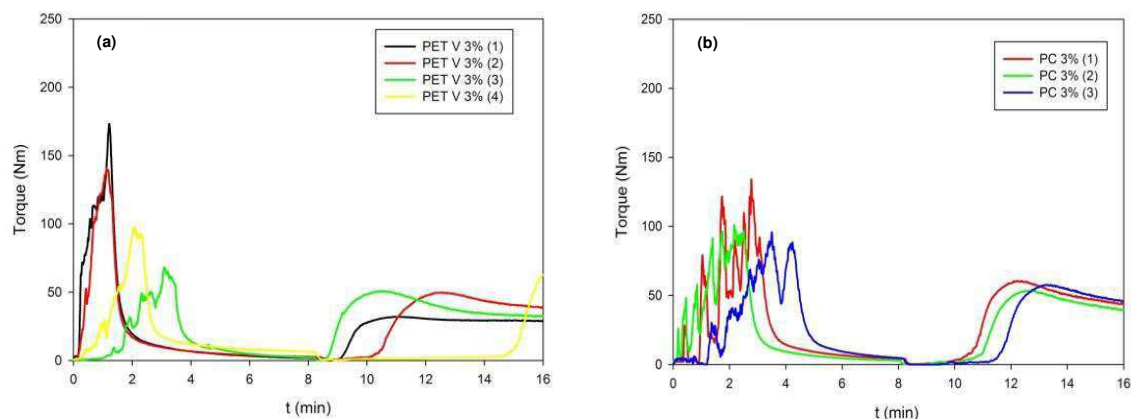 (a)
PET V 3% (1)
PET V 3% (2)
PET V 3% (3)
PET V 3% (4)
Torque (Nm)
250
200
150
100
50
0
0 2 4 6 8 10 12 14 16
t (min)
(b)
PC 3% (1)
PC 3% (2)
PC 3% (3)
Torque (Nm)
250
200
150
100
50
0
0 2 4 6 8 10 12 14 16
t (min)